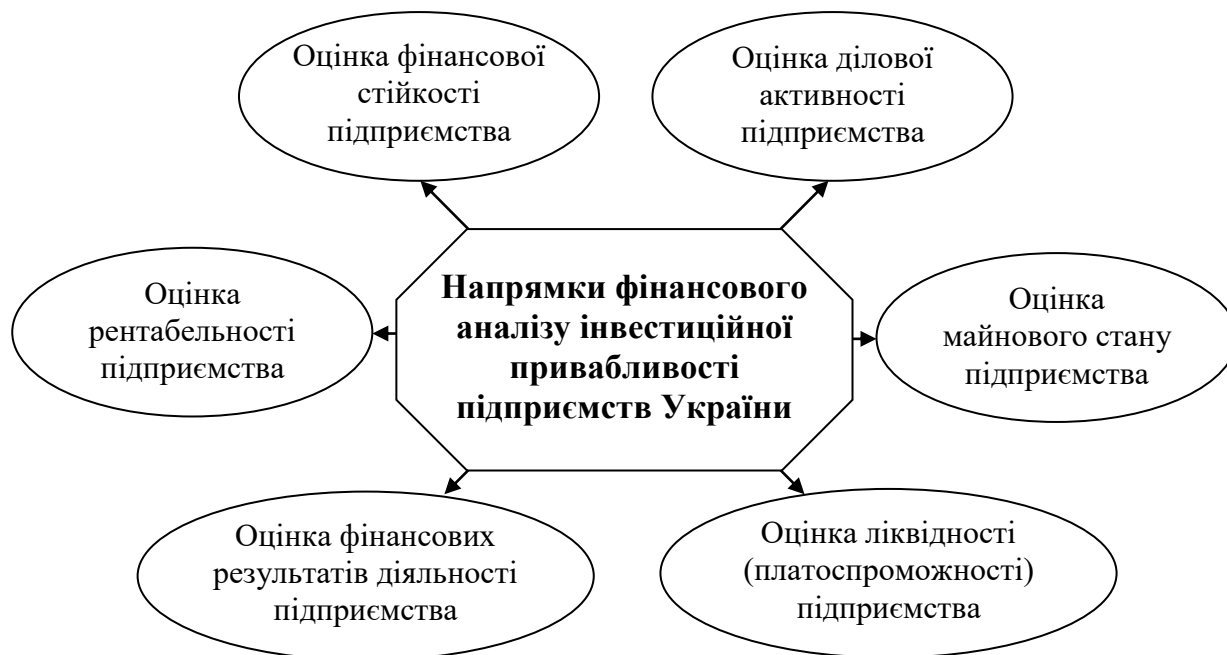 Оцінка фінансової
стійкості
підприємства
Оцінка ділової
активності
підприємства
Оцінка
рентабельності
підприємства
Напрямки фінансового
аналізу інвестиційної
привабливості
підприємств України
Оцінка
майнового стану
підприємства
Оцінка фінансових
результатів діяльності
підприємства
Оцінка ліквідності
(платоспроможності)
підприємства